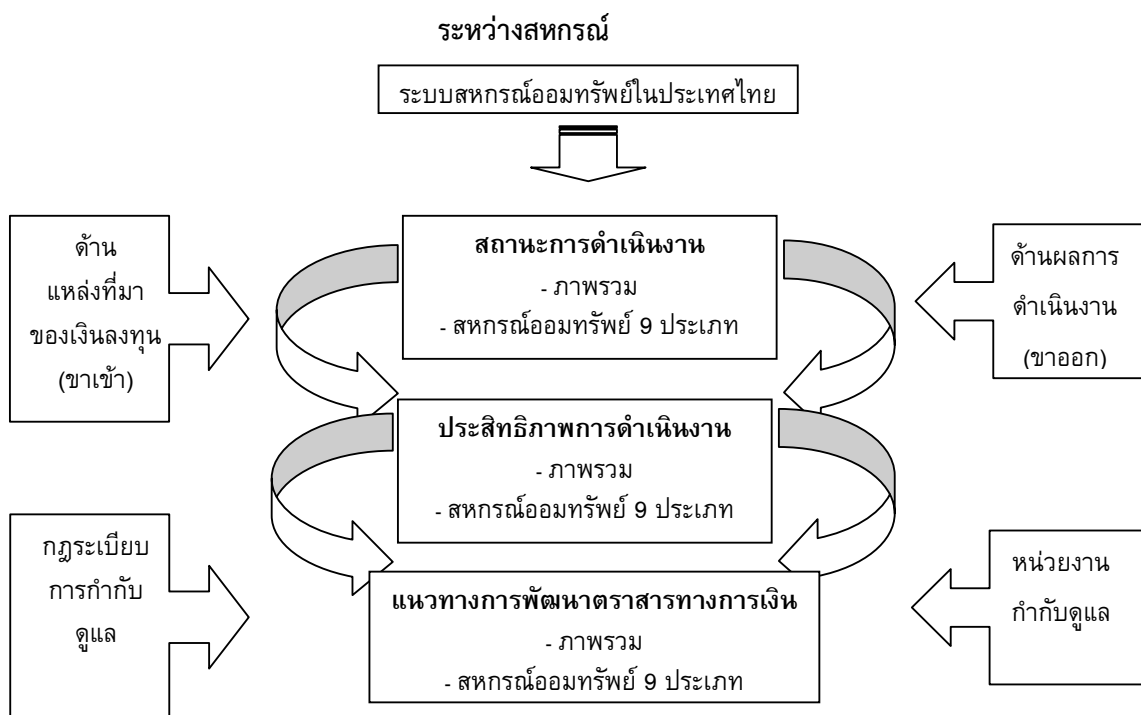 ระหว่างสหกรณ์
ระบบสหกรณ์ออมทรัพย์ในประเทศไทย
ด้าน
แหล่งที่มา
ของเงินลงทุน
(ขาเข้า)
สถานะการดำเนินงาน
- ภาพรวม
- สหกรณ์ออมทรัพย์ 9 ประเภท
ด้านผลการ
ดำเนินงาน
(ขาออก)
ประสิทธิภาพการดำเนินงาน
- ภาพรวม
- สหกรณ์ออมทรัพย์ 9 ประเภท
กฎระเบียบ
การกำกับ
ดูแล
แนวทางการพัฒนาตราสารทางการเงิน
- ภาพรวม
- สหกรณ์ออมทรัพย์ 9 ประเภท
หน่วยงาน
กำกับดูแล